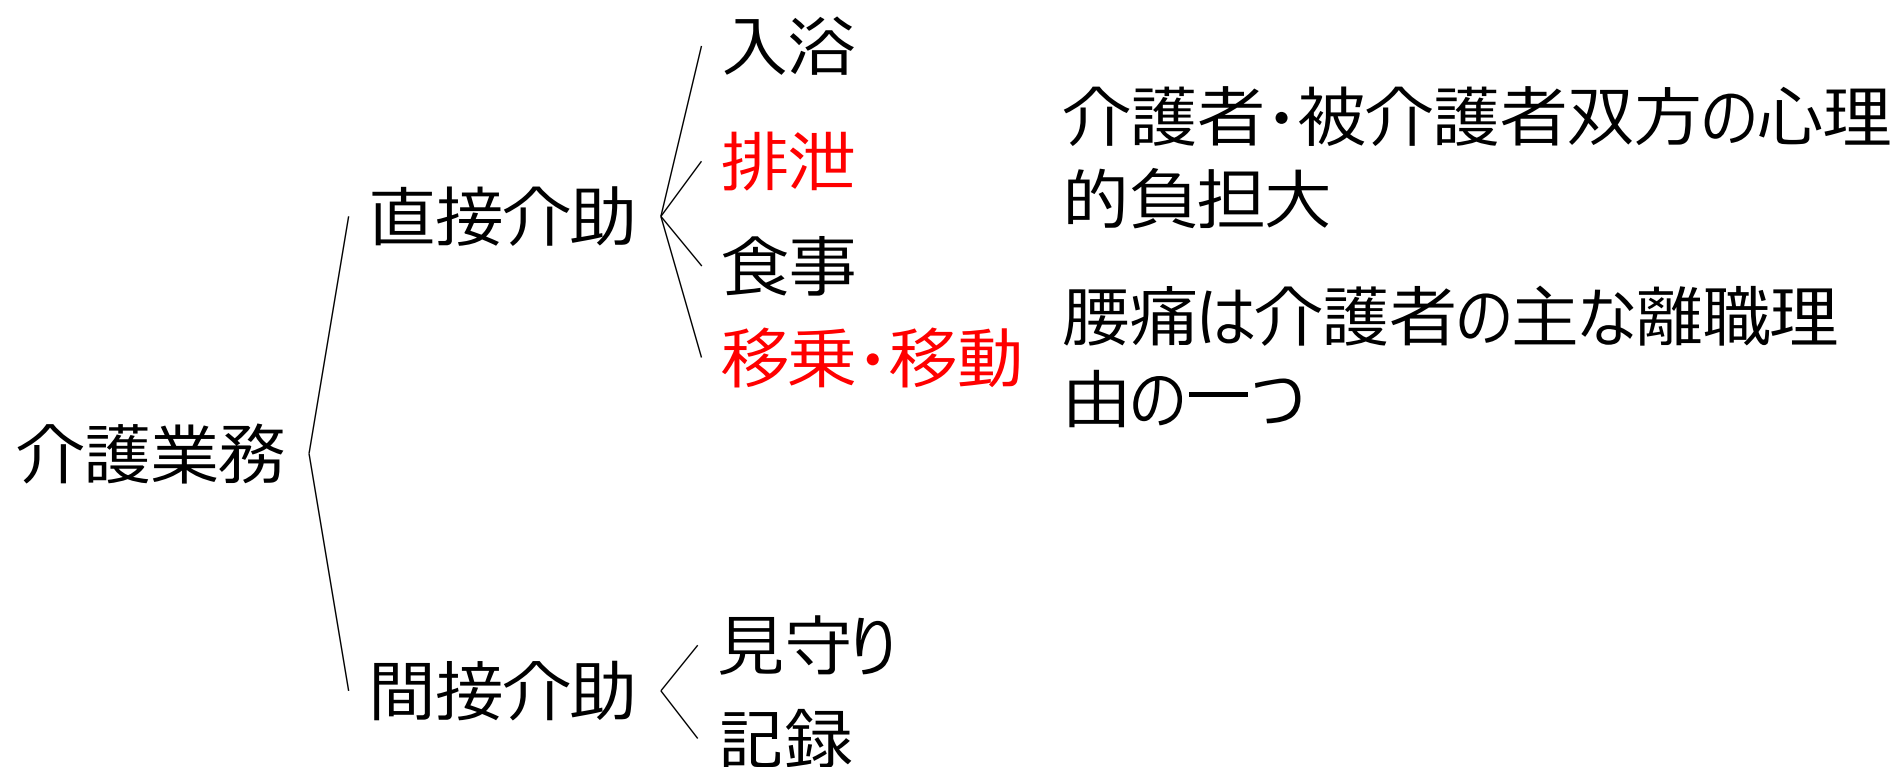 入浴
介護者・被介護者双方の心理
的負担大
排泄
直接介助
食事
腰痛は介護者の主な離職理
由の一つ
移乗・移動
介護業務
見守り
間接介助
記録